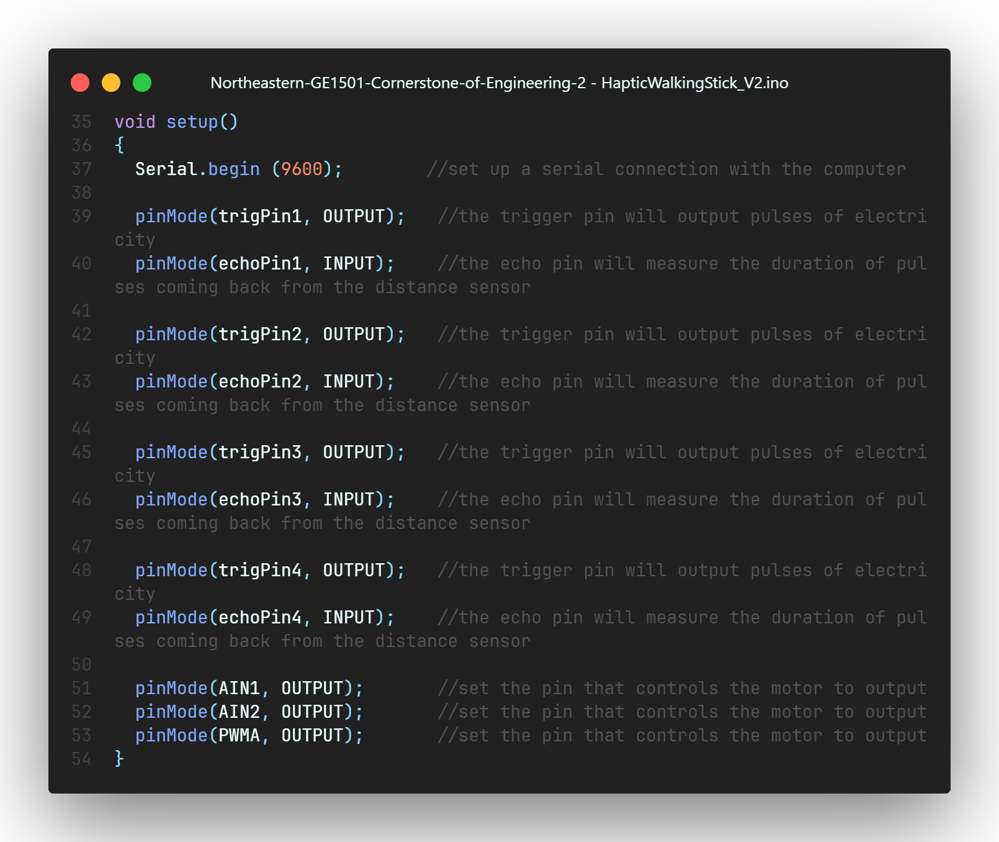 Northeastern-GE1501-Cornerstone-of-Engineering-2 - HapticWalkingStick_V2.ino
35 void setup()
36 {
37   Serial.begin (9600);        //set up a serial connection with the computer
38
39   pinMode(trigPin1, OUTPUT);   //the trigger pin will output pulses of electri
city
40   pinMode(echoPin1, INPUT);    //the echo pin will measure the duration of pul
ses coming back from the distance sensor
41
42   pinMode(trigPin2, OUTPUT);   //the trigger pin will output pulses of electri
city
43   pinMode(echoPin2, INPUT);    //the echo pin will measure the duration of pul
ses coming back from the distance sensor
44
45   pinMode(trigPin3, OUTPUT);   //the trigger pin will output pulses of electri
city
46   pinMode(echoPin3, INPUT);    //the echo pin will measure the duration of pul
ses coming back from the distance sensor
47
48   pinMode(trigPin4, OUTPUT);   //the trigger pin will output pulses of electri
city
49   pinMode(echoPin4, INPUT);    //the echo pin will measure the duration of pul
ses coming back from the distance sensor
50
51   pinMode(AIN1, OUTPUT);       //set the pin that controls the motor to output
52   pinMode(AIN2, OUTPUT);       //set the pin that controls the motor to output
53   pinMode(PWMA, OUTPUT);       //set the pin that controls the motor to output
54 }